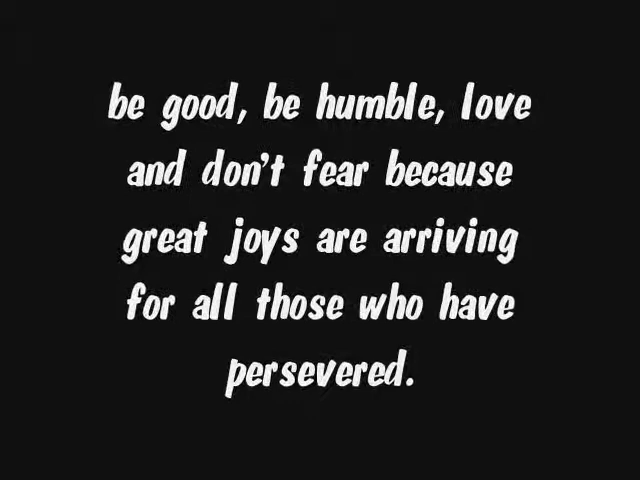 be good, be humble, love
and don't fear because
great joys are arriving
for all those who have
persevered.